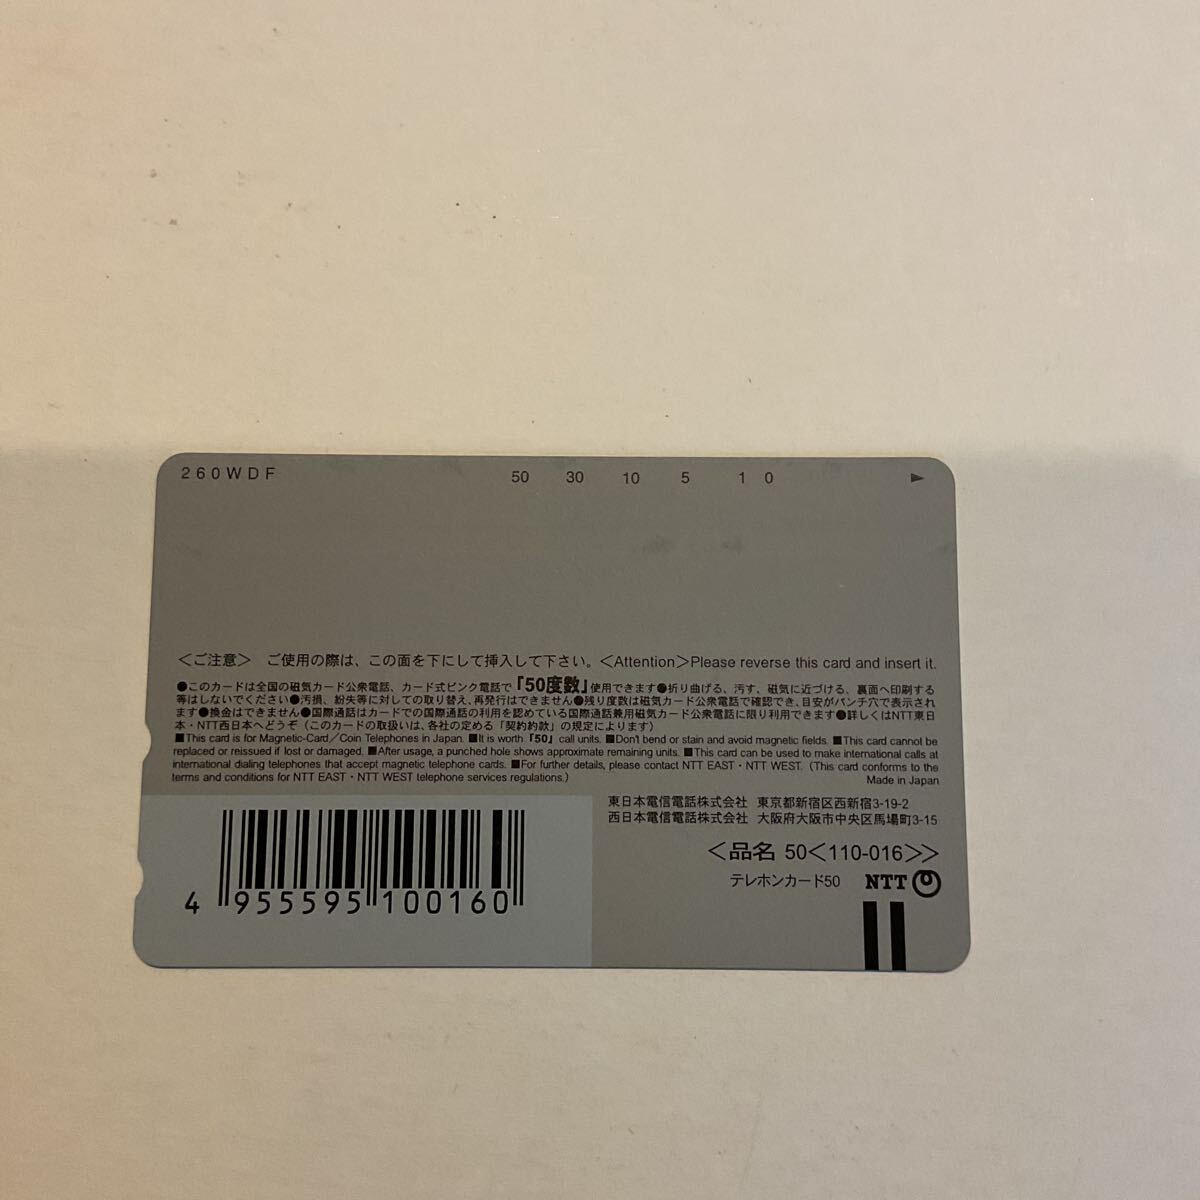 260WDF 50 30 10 5 1 0 ►
＜ご注意＞ ご使用の際は、この面を下にして挿入して下さい。＜Attention＞Please reverse this card and insert it.
●このカードは全国の磁気カード公衆電話、カード式ピンク電話で『50度数』使用できます●折り曲げる、汚す、磁気に近づける、裏面へ印刷する
等はしないでください●汚損、紛失等に対しての取り替え、再発行はできません●残り度数は磁気カード公衆電話で確認でき、目安がパンチ穴で表示され
ます●換金はできません●国際通話はカードでの国際通話の利用を認めている国際通話兼用磁気カード公衆電話に限り利用できます●詳しくはNTT東日
本・NTT西日本へどうぞ（このカードの取扱いは、各社の定める「契約約款」の規定によります）
■This card is for Magnetic-Card／Coin Telephones in Japan. ■It is worth『50』call units. ■Don't bend or stain and avoid magnetic fields. ■This card cannot be
replaced or reissued if lost or damaged. ■After usage, a punched hole shows approximate remaining units. ■This card can be used to make international calls at
international dialing telephones that accept magnetic telephone cards. ■For further details, please contact NTT EAST・NTT WEST. (This card conforms to the
terms and conditions for NTT EAST・NTT WEST telephone services regulations.) Made in Japan
東日本電信電話株式会社 東京都新宿区西新宿3-19-2
西日本電信電話株式会社 大阪府大阪市中央区馬場町3-15
＜品名 50＜110-016＞＞
テレホンカード50 NTT
4 955595 100160